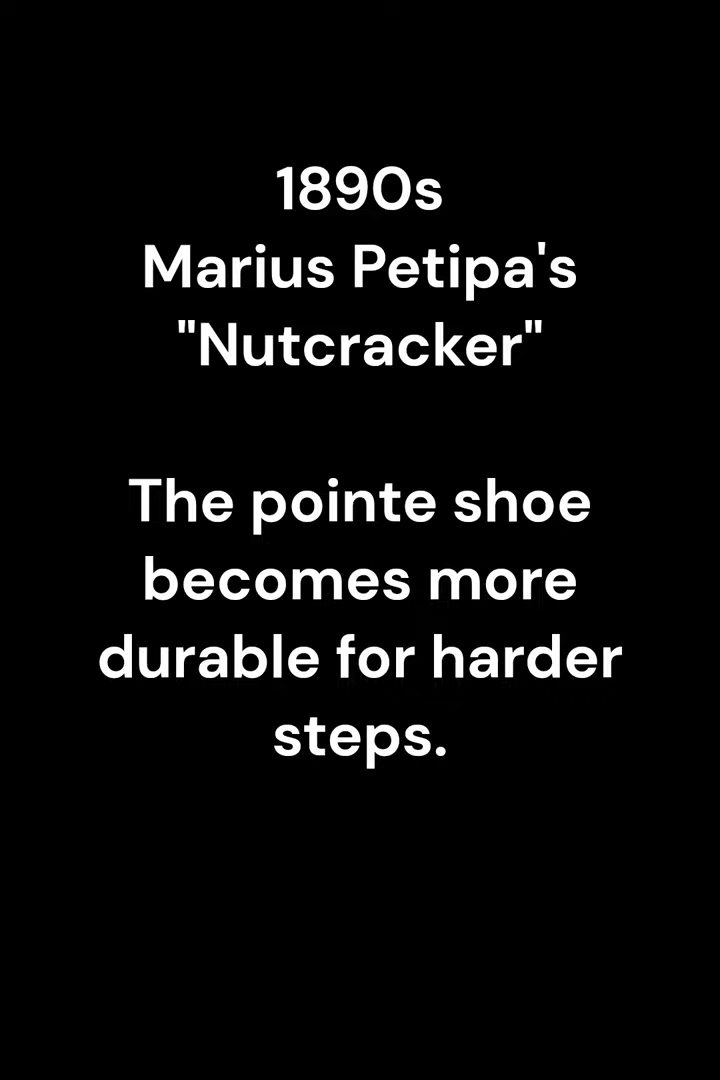 1890s
Marius Petipa's
"Nutcracker"
The pointe shoe
becomes more
durable for harder
steps.